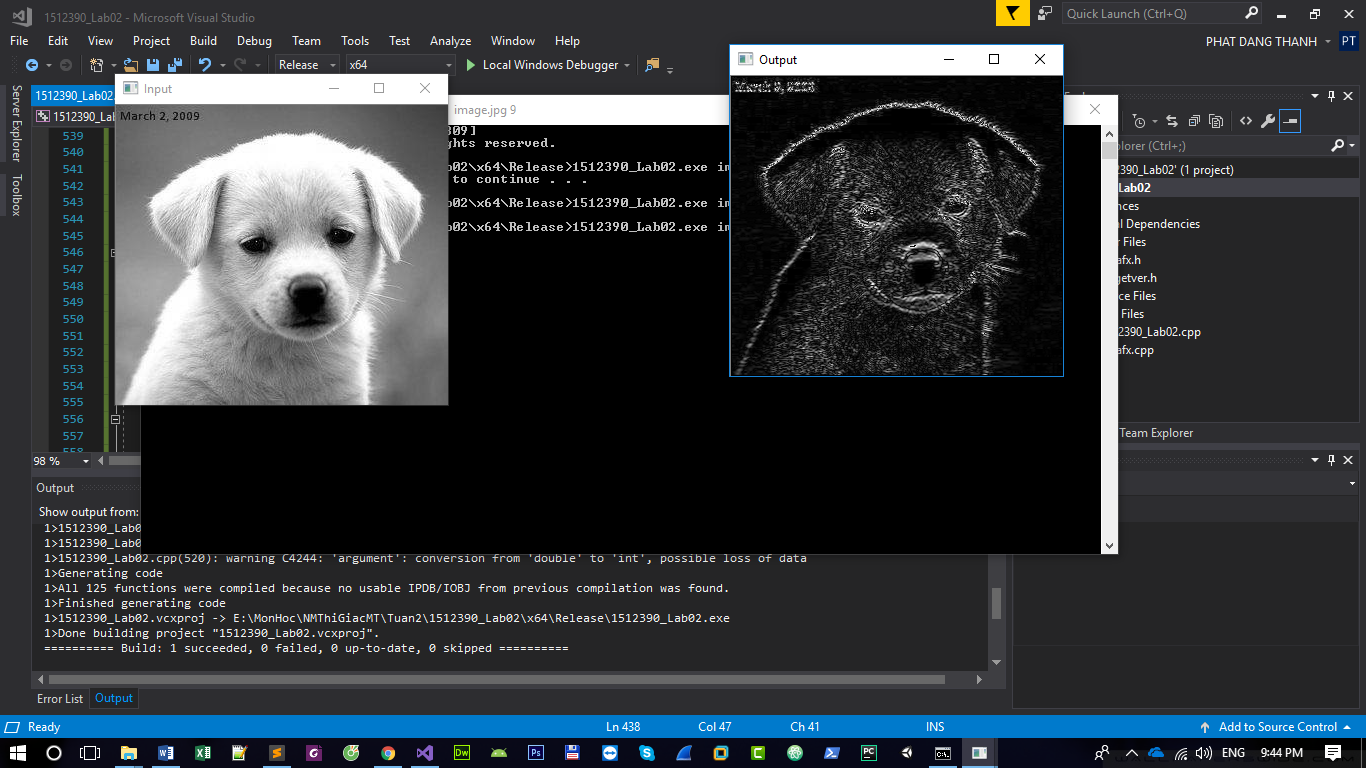 1512390_Lab02 - Microsoft Visual Studio
Quick Launch (Ctrl+Q)
File Edit View Project Build Debug Team Tools Test Analyze Window Help
PHAT DANG THANH PT
Release x64 Local Windows Debugger
Server Explorer
Toolbox
1512390_Lab02
1512390_Lab
539
540
541
542
543
544
545
546
547
548
549
550
551
552
553
554
555
556
557
558
98 %
Input
March 2, 2009
image.jpg 9
309]
ghts reserved.
b02\x64\Release>1512390_Lab02.exe im
to continue . . .
b02\x64\Release>1512390_Lab02.exe im
b02\x64\Release>1512390_Lab02.exe im
Output
plorer (Ctrl+;)
2390_Lab02' (1 project)
_Lab02
nces
al Dependencies
r Files
afx.h
getver.h
ce Files
Files
2390_Lab02.cpp
afx.cpp
Team Explorer
Output
Show output from:
1>1512390_Lab0
1>1512390_Lab0
1>1512390_Lab02.cpp(520): warning C4244: 'argument': conversion from 'double' to 'int', possible loss of data
1>Generating code
1>All 125 functions were compiled because no usable IPDB/IOBJ from previous compilation was found.
1>Finished generating code
1>1512390_Lab02.vcxproj -> E:\MonHoc\NMThiGiacMT\Tuan2\1512390_Lab02\x64\Release\1512390_Lab02.exe
1>Done building project "1512390_Lab02.vcxproj".
========== Build: 1 succeeded, 0 failed, 0 up-to-date, 0 skipped ==========
Error List Output
Ready Ln 438 Col 47 Ch 41 INS Add to Source Control
ENG 9:44 PM